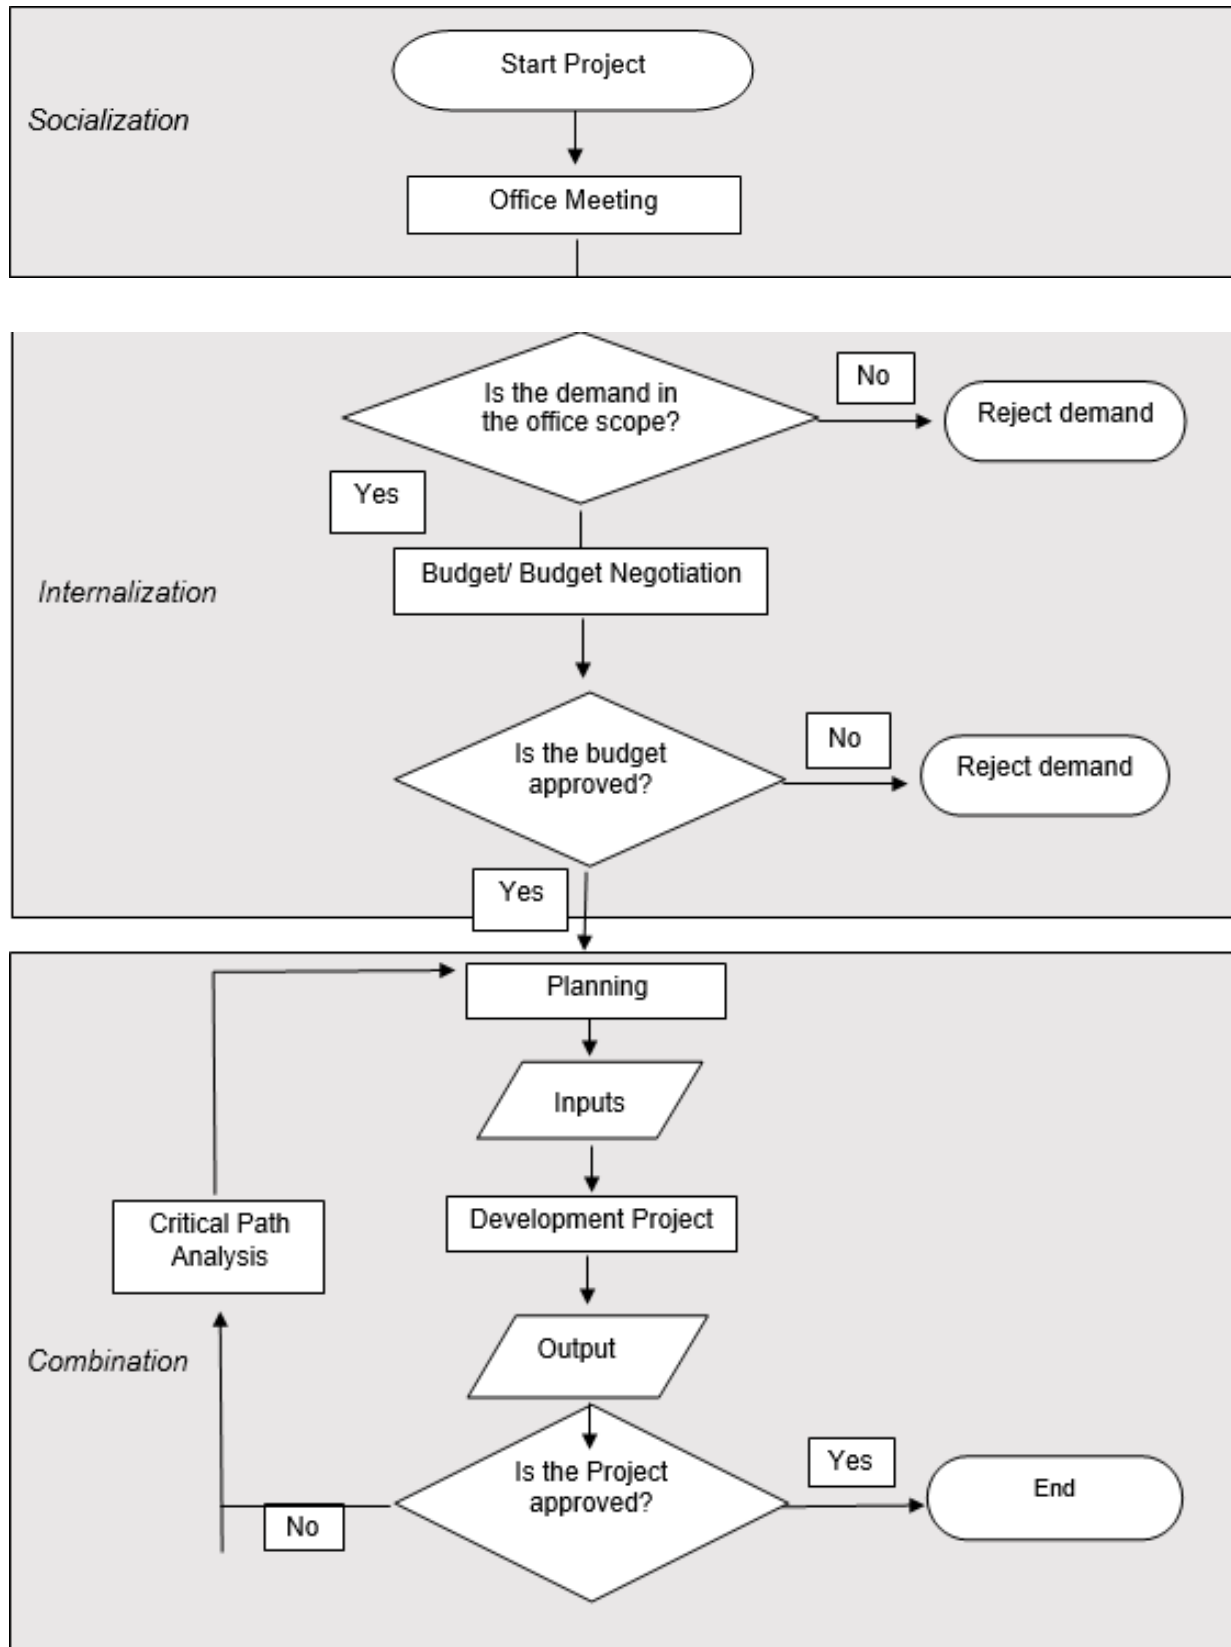 Start Project
Socialization
Office Meeting
Is the demand in
the office scope?
No
Reject demand
Yes
Budget/ Budget Negotiation
Internalization
Is the budget
approved?
No
Reject demand
Yes
Planning
Inputs
Critical Path
Analysis
Development Project
Output
Combination
Is the Project
approved?
Yes
End
No